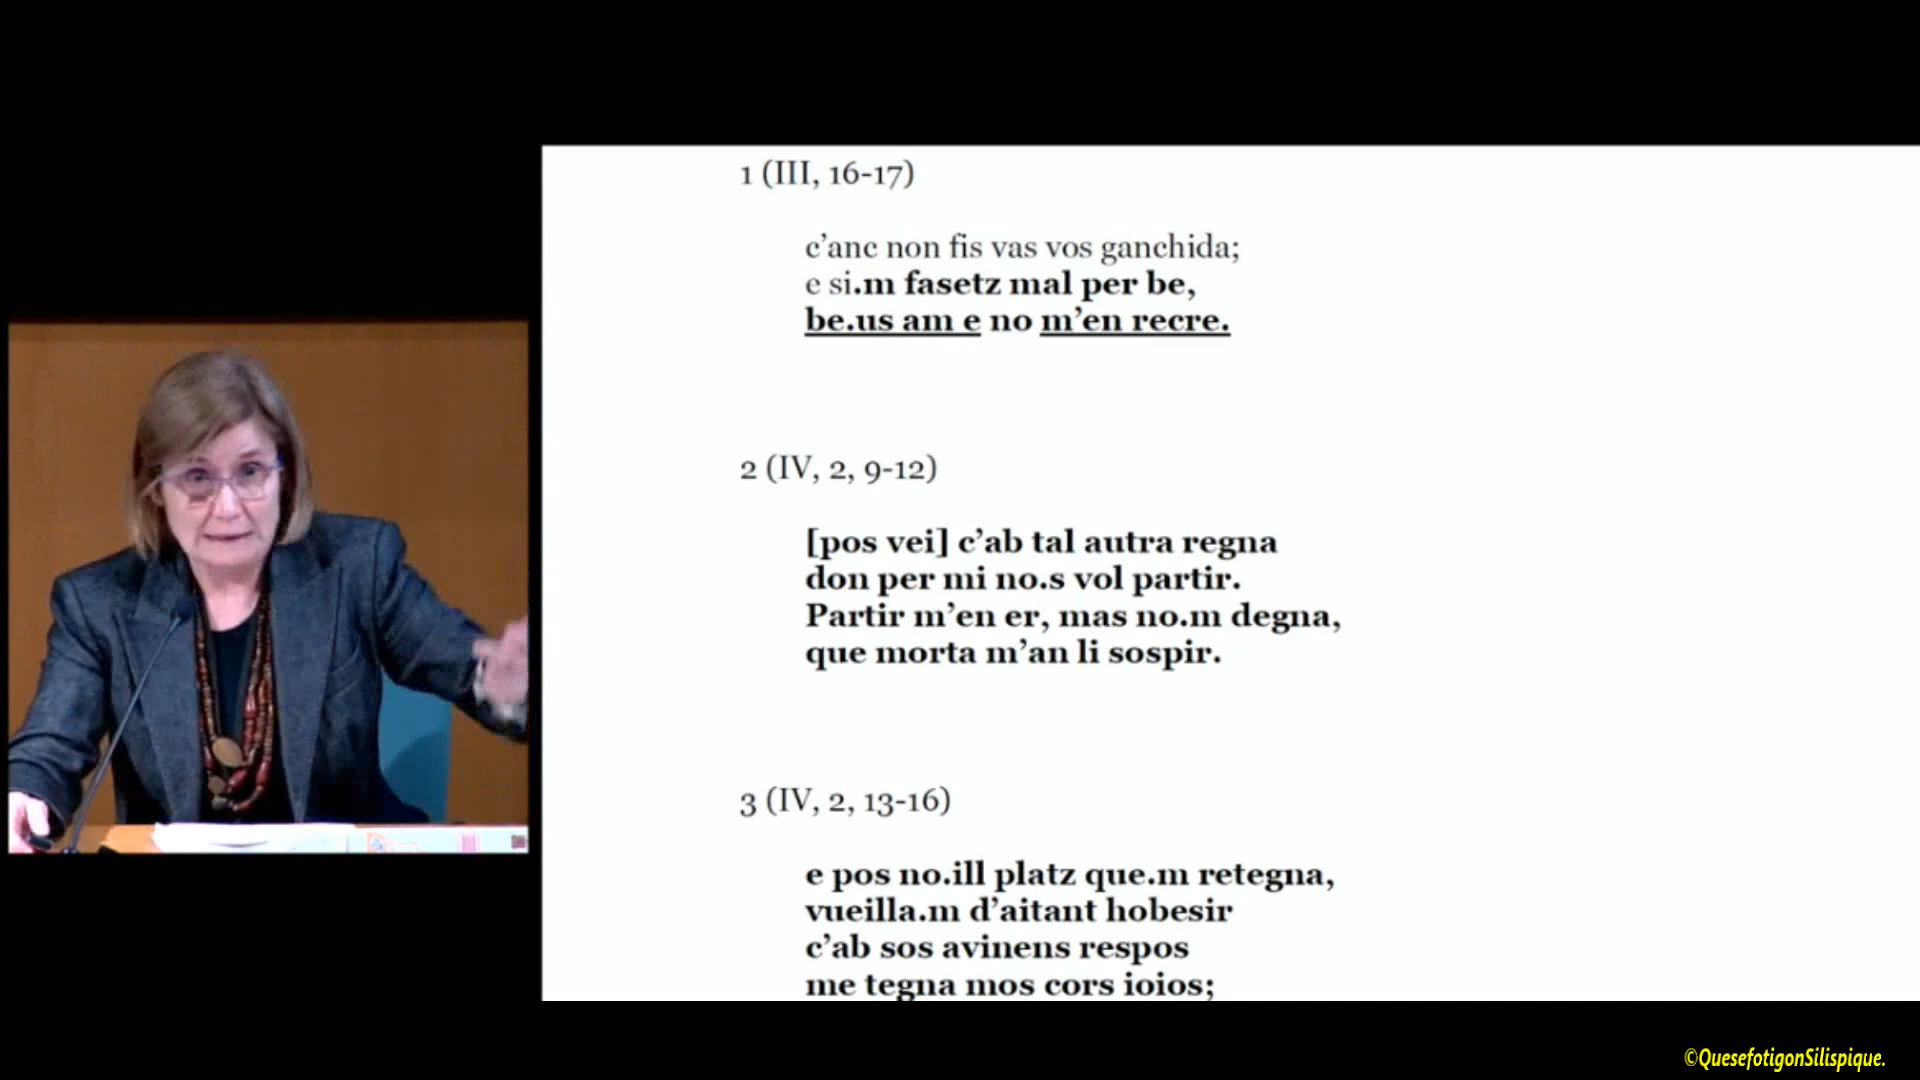 1 (III, 16-17)
c’anc non fis vas vos ganchida;
e si.m fasetz mal per be,
be.us am e no m’en recre.
2 (IV, 2, 9-12)
[pos vei] c’ab tal autra regna
don per mi no.s vol partir.
Partir m’en er, mas no.m degna,
que morta m’an li sospir.
3 (IV, 2, 13-16)
e pos no.ill platz que.m retegna,
vueilla.m d’aitant hobesir
c’ab sos avinens respos
me tegna mos cors ioios;
©QuesefotigonSilispique.